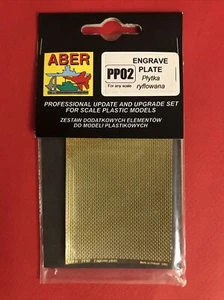 ABER
PP02
For any scale
ENGRAVE
PLATE
Płytka
ryflowana
PROFESSIONAL UPDATE AND UPGRADE SET
FOR SCALE PLASTIC MODELS
ZESTAW DODATKOWYCH ELEMENTÓW
DO MODELI PLASTIKOWYCH